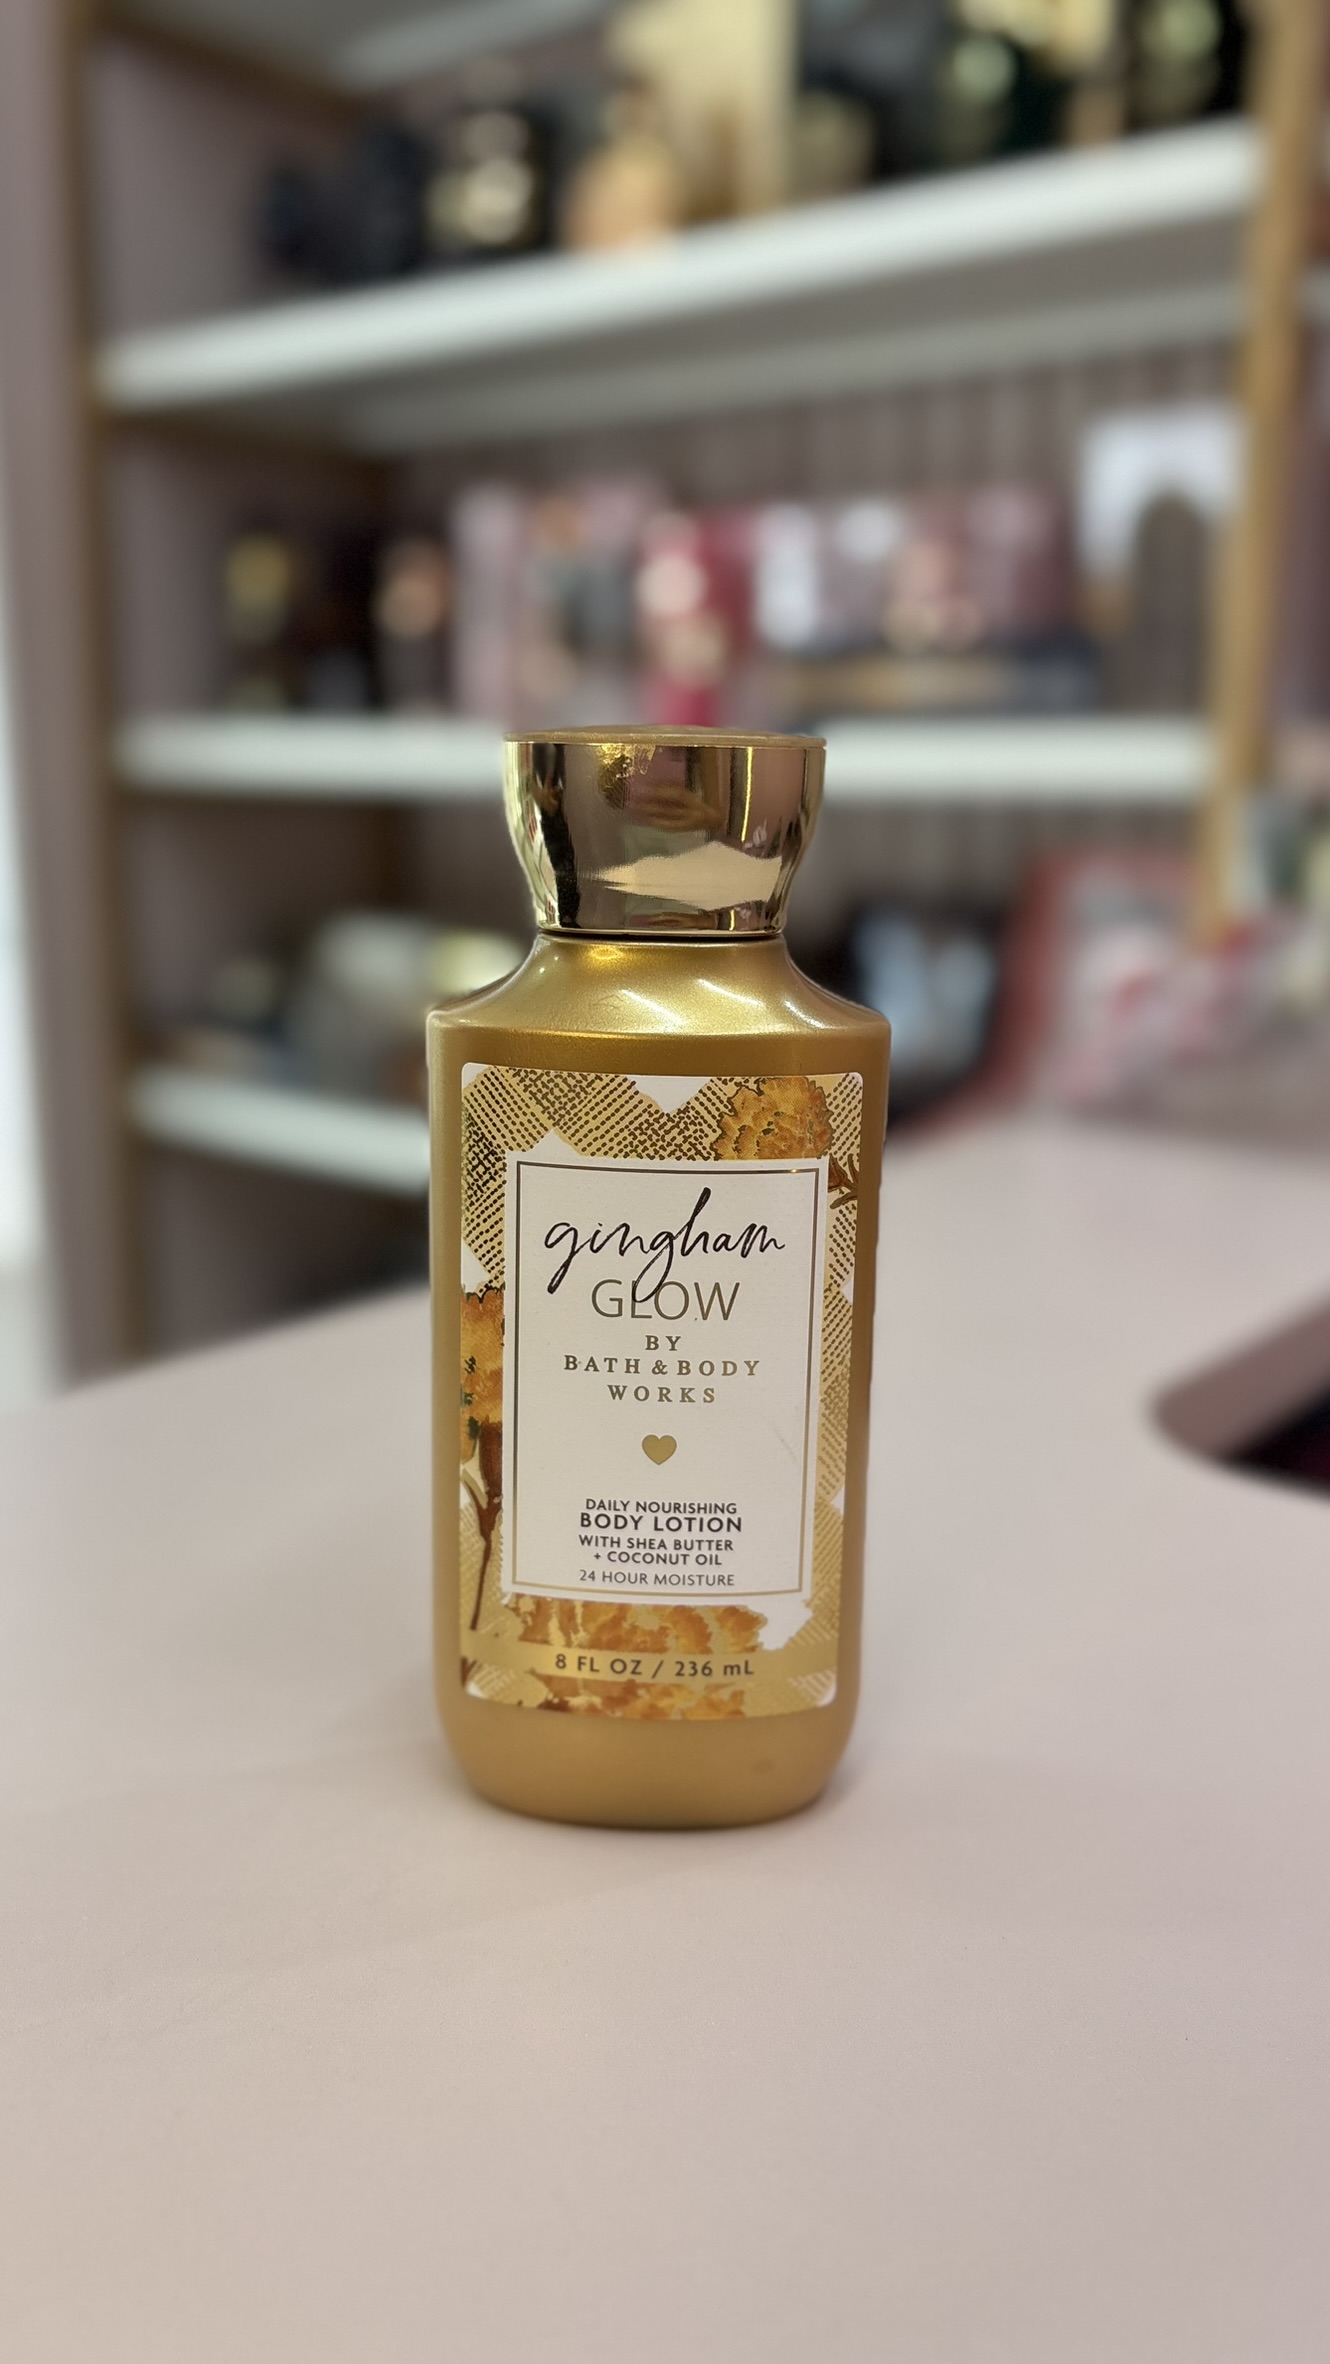 gingham
GLOW
BY
BATH & BODY
WORKS
DAILY NOURISHING
BODY LOTION
WITH SHEA BUTTER
+ COCONUT OIL
24 HOUR MOISTURE
8 FL OZ / 236 mL